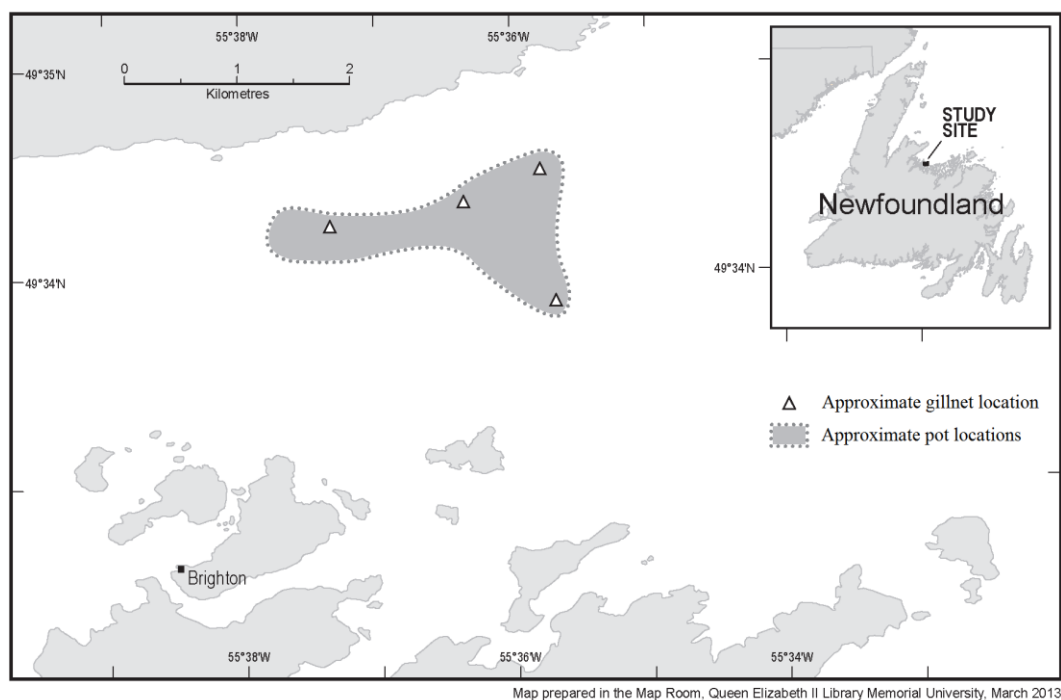 55°38'W
55°36'W
49°35'N
0
1
2
Kilometres
STUDY
SITE
Newfoundland
49°34'N
49°34'N
Approximate gillnet location
Approximate pot locations
Brighton
55°38'W
55°36'W
55°34'W
Map prepared in the Map Room, Queen Elizabeth II Library Memorial University, March 2013